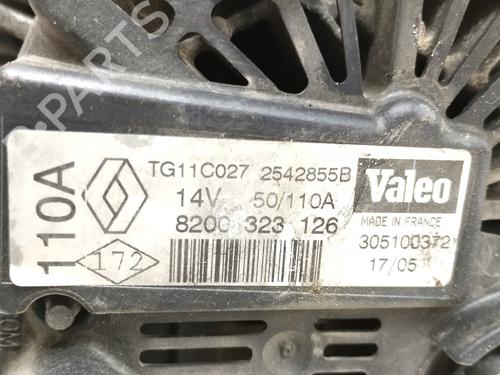 110A
172
TG11C027 2542855B
14V 50/110A
8200 323 126
Valeo
MADE IN FRANCE
305100372
17/05